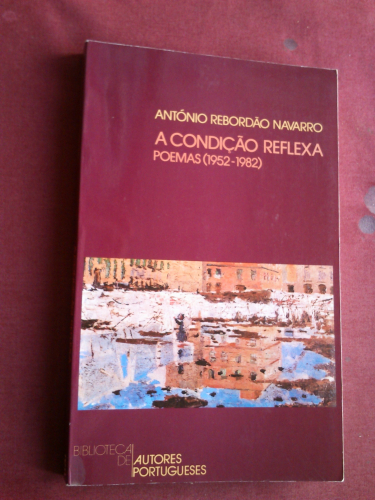 ANTÓNIO REBORDÃO NAVARRO
A CONDIÇÃO REFLEXA
POEMAS (1952-1982)
BIBLIOTECA
DE AUTORES
PORTUGUESES